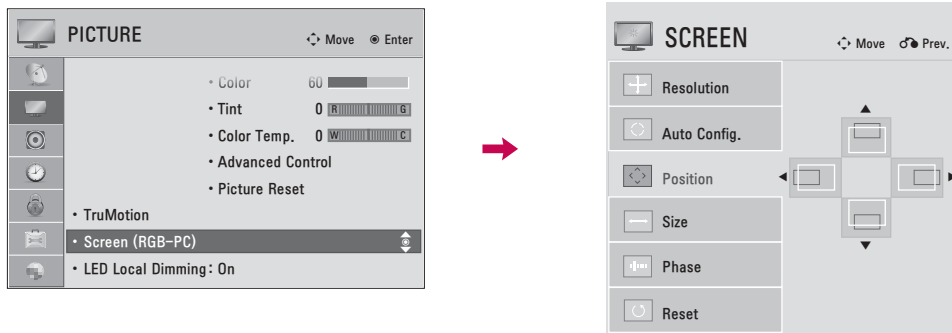 PICTURE
Move Enter
• Color 60
• Tint 0 R G
• Color Temp. 0 W C
• Advanced Control
• Picture Reset
• TruMotion
• Screen (RGB-PC)
• LED Local Dimming: On
SCREEN
Move Prev.
Resolution
Auto Config.
Position
Size
Phase
Reset